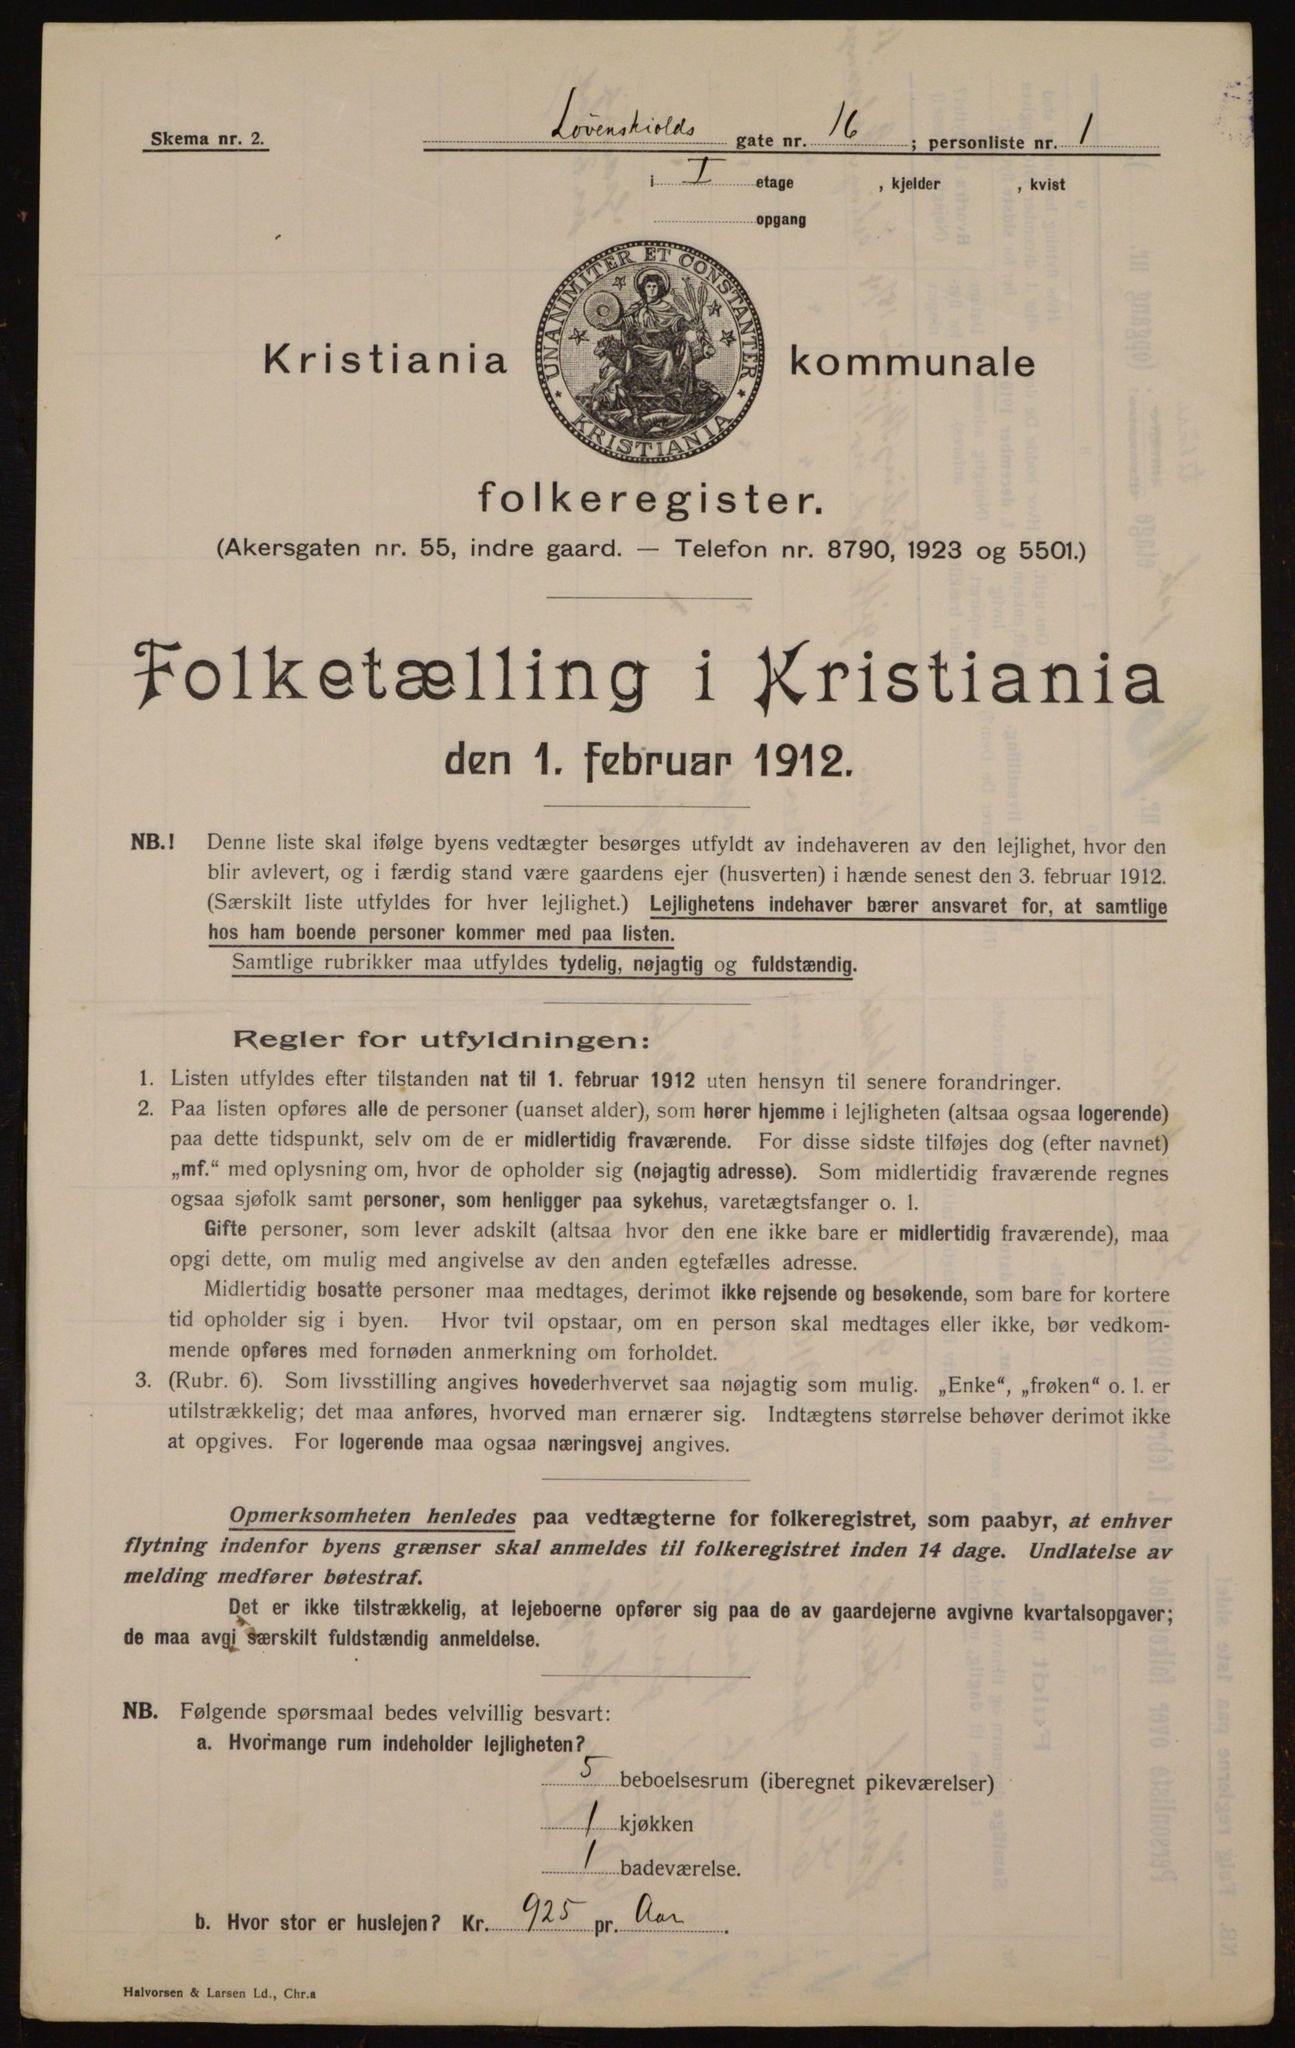 Skema nr. 2. Lövenskiolds gate nr. 16 ; personliste nr. 1
i I etage , kjelder , kvist
opgang
UNANIMITER ET CONSTANTER
KRISTIANIA
Kristiania kommunale
folkeregister.
(Akersgaten nr. 55, indre gaard. — Telefon nr. 8790, 1923 og 5501.)
Folketælling i Kristiania
den 1. februar 1912.
NB.! Denne liste skal ifølge byens vedtægter besørges utfyldt av indehaveren av den lejlighet, hvor den
blir avlevert, og i færdig stand være gaardens ejer (husverten) i hænde senest den 3. februar 1912.
(Særskilt liste utfyldes for hver lejlighet.) Lejlighetens indehaver bærer ansvaret for, at samtlige
hos ham boende personer kommer med paa listen.
Samtlige rubrikker maa utfyldes tydelig, nøjagtig og fuldstændig.
Regler for utfyldningen:
1. Listen utfyldes efter tilstanden nat til 1. februar 1912 uten hensyn til senere forandringer.
2. Paa listen opføres alle de personer (uanset alder), som hører hjemme i lejligheten (altsaa ogsaa logerende)
paa dette tidspunkt, selv om de er midlertidig fraværende. For disse sidste tilføjes dog (efter navnet)
„mf.“ med oplysning om, hvor de opholder sig (nøjagtig adresse). Som midlertidig fraværende regnes
ogsaa sjøfolk samt personer, som henligger paa sykehus, varetægtsfanger o. l.
Gifte personer, som lever adskilt (altsaa hvor den ene ikke bare er midlertidig fraværende), maa
opgi dette, om mulig med angivelse av den anden egtefælles adresse.
Midlertidig bosatte personer maa medtages, derimot ikke rejsende og besøkende, som bare for kortere
tid opholder sig i byen. Hvor tvil opstaar, om en person skal medtages eller ikke, bør vedkom-
mende opføres med fornøden anmerkning om forholdet.
3. (Rubr. 6). Som livsstilling angives hovederhvervet saa nøjagtig som mulig. „Enke“, „frøken“ o. l. er
utilstrækkelig; det maa anføres, hvorved man ernærer sig. Indtægtens størrelse behøver derimot ikke
at opgives. For logerende maa ogsaa næringsvej angives.
Opmerksomheten henledes paa vedtægterne for folkeregistret, som paabyr, at enhver
flytning indenfor byens grænser skal anmeldes til folkeregistret inden 14 dage. Undlatelse av
melding medfører bøtestraf.
Det er ikke tilstrækkelig, at lejeboerne opfører sig paa de av gaardejerne avgivne kvartalsopgaver;
de maa avgi særskilt fuldstændig anmeldelse.
NB. Følgende spørsmaal bedes velvillig besvart:
a. Hvormange rum indeholder lejligheten?
5 beboelsesrum (iberegnet pikeværelser)
1 kjøkken
1 badeværelse.
b. Hvor stor er huslejen? Kr. 925 pr. Aar .
Halvorsen & Larsen Ld., Chr.a